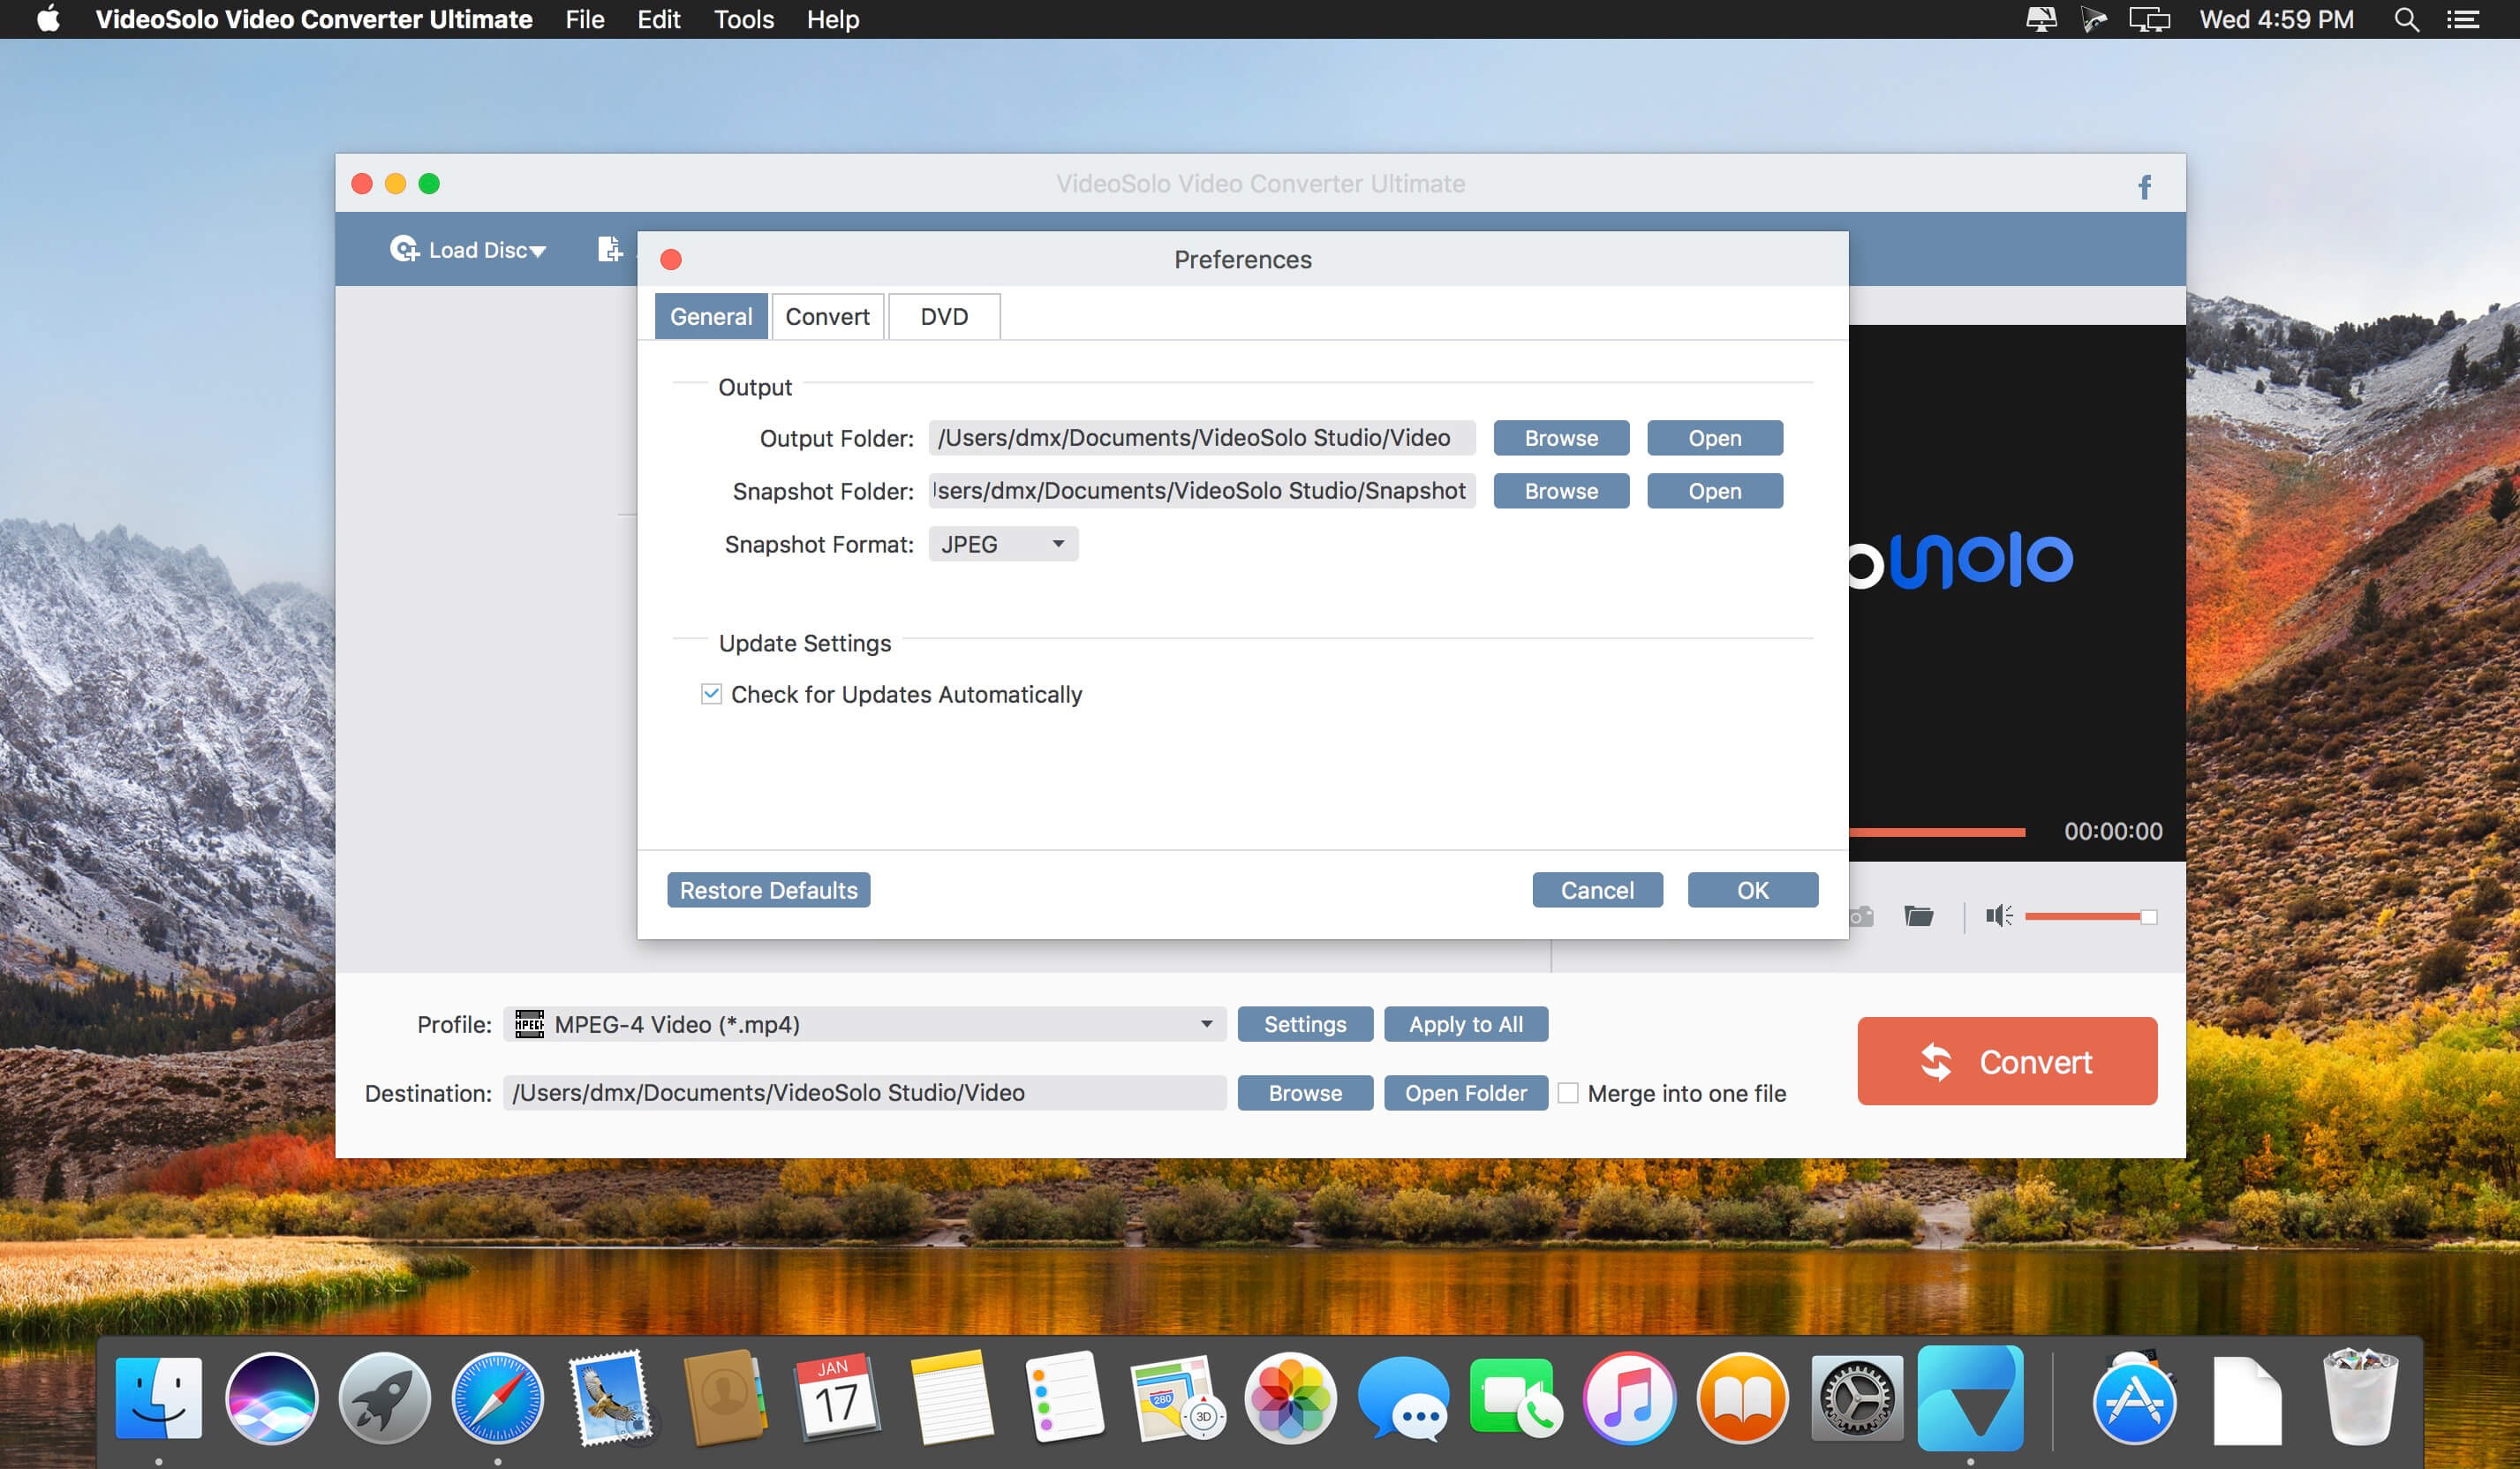 VideoSolo Video Converter Ultimate File Edit Tools Help Wed 4:59 PM
VideoSolo Video Converter Ultimate
Load Disc
Preferences
General Convert DVD
Output
Output Folder: /Users/dmx/Documents/VideoSolo Studio/Video Browse Open
Snapshot Folder: sers/dmx/Documents/VideoSolo Studio/Snapshot Browse Open
Snapshot Format: JPEG
oSolo
Update Settings
Check for Updates Automatically
00:00:00
Restore Defaults Cancel OK
Profile: MPEG MPEG-4 Video (*.mp4) Settings Apply to All
Convert
Destination: /Users/dmx/Documents/VideoSolo Studio/Video Browse Open Folder Merge into one file
JAN
17
280
3D